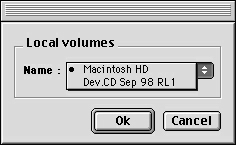 Local volumes
Name : Macintosh HD
Dev.CD Sep 98 RL1
Ok Cancel